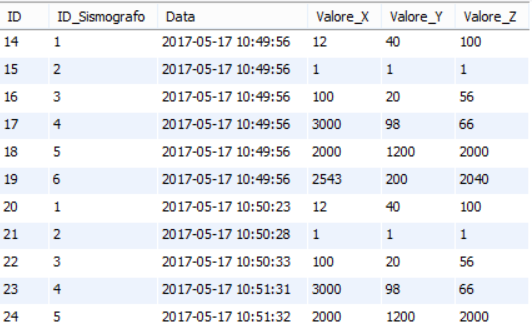 ID ID_Sismografo Data Valore_X Valore_Y Valore_Z
14 1 2017-05-17 10:49:56 12 40 100
15 2 2017-05-17 10:49:56 1 1 1
16 3 2017-05-17 10:49:56 100 20 56
17 4 2017-05-17 10:49:56 3000 98 66
18 5 2017-05-17 10:49:56 2000 1200 2000
19 6 2017-05-17 10:49:56 2543 200 2040
20 1 2017-05-17 10:50:23 12 40 100
21 2 2017-05-17 10:50:28 1 1 1
22 3 2017-05-17 10:50:33 100 20 56
23 4 2017-05-17 10:51:31 3000 98 66
24 5 2017-05-17 10:51:32 2000 1200 2000